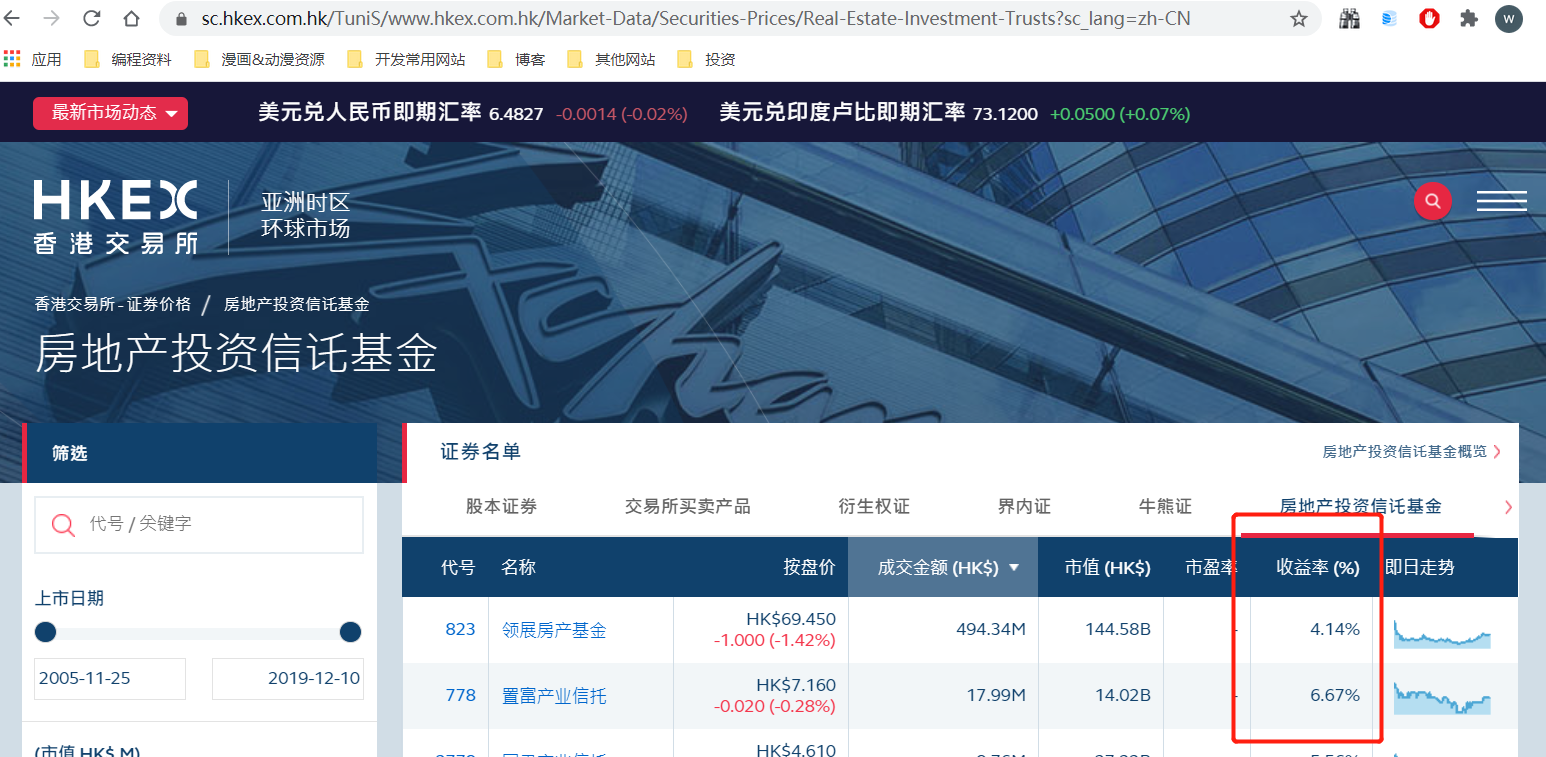 sc.hkex.com.hk/TuniS/www.hkex.com.hk/Market-Data/Securities-Prices/Real-Estate-Investment-Trusts?sc_lang=zh-CN
W
应用 编程资料 漫画&动漫资源 开发常用网站 博客 其他网站 投资
最新市场动态 美元兑人民币即期汇率 6.4827 -0.0014 (-0.02%) 美元兑印度卢比即期汇率 73.1200 +0.0500 (+0.07%)
HKEX
香港交易所
亚洲时区
环球市场
香港交易所-证券价格 / 房地产投资信托基金
房地产投资信托基金
筛选
代号 / 关键字
上市日期
2005-11-25 2019-12-10
(市值 HK$ M)
证券名单 房地产投资信托基金概览
股本证券 交易所买卖产品 衍生权证 界内证 牛熊证 房地产投资信托基金
代号 名称 按盘价 成交金额 (HK$) 市值 (HK$) 市盈率 收益率 (%) 即日走势
823 领展房产基金 HK$69.450 494.34M 144.58B - 4.14%
-1.000 (-1.42%)
778 置富产业信托 HK$7.160 17.99M 14.02B - 6.67%
-0.020 (-0.28%)
HK$4.610